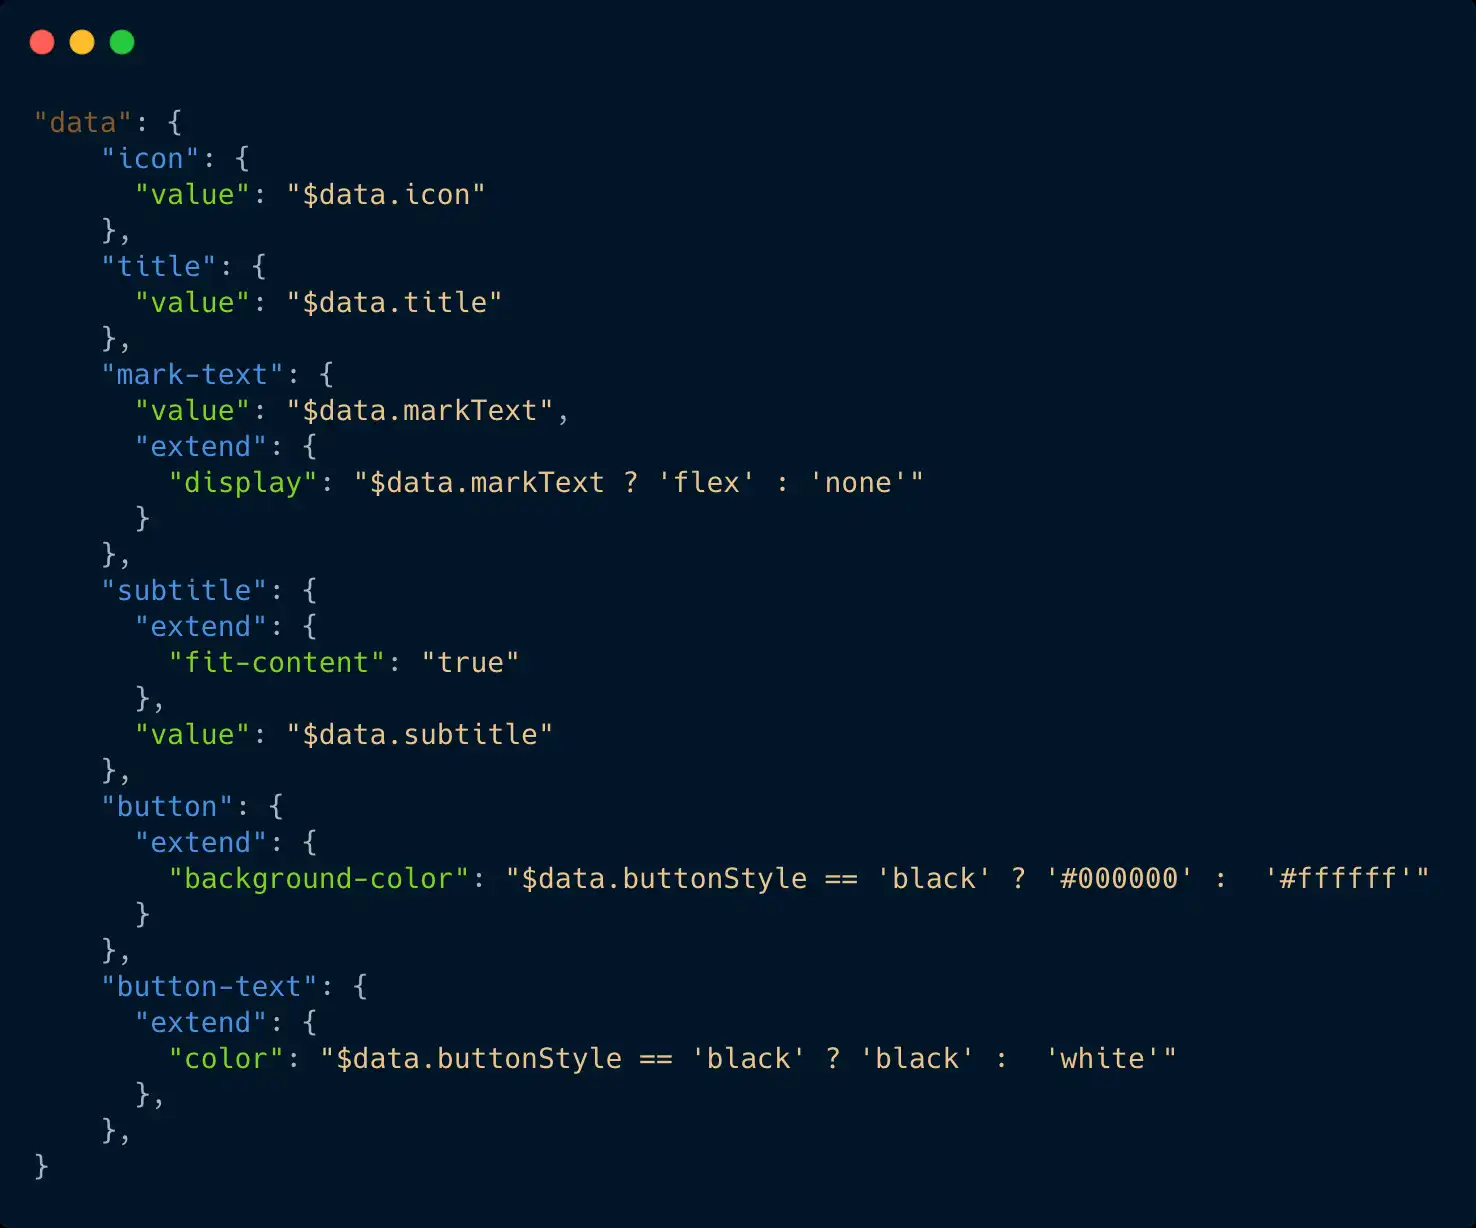 "data": {
    "icon": {
      "value": "$data.icon"
    },
    "title": {
      "value": "$data.title"
    },
    "mark-text": {
      "value": "$data.markText",
      "extend": {
        "display": "$data.markText ? 'flex' : 'none'"
      }
    },
    "subtitle": {
      "extend": {
        "fit-content": "true"
      },
      "value": "$data.subtitle"
    },
    "button": {
      "extend": {
        "background-color": "$data.buttonStyle == 'black' ? '#000000' :  '#ffffff'"
      }
    },
    "button-text": {
      "extend": {
        "color": "$data.buttonStyle == 'black' ? 'black' :  'white'"
      },
    },
}